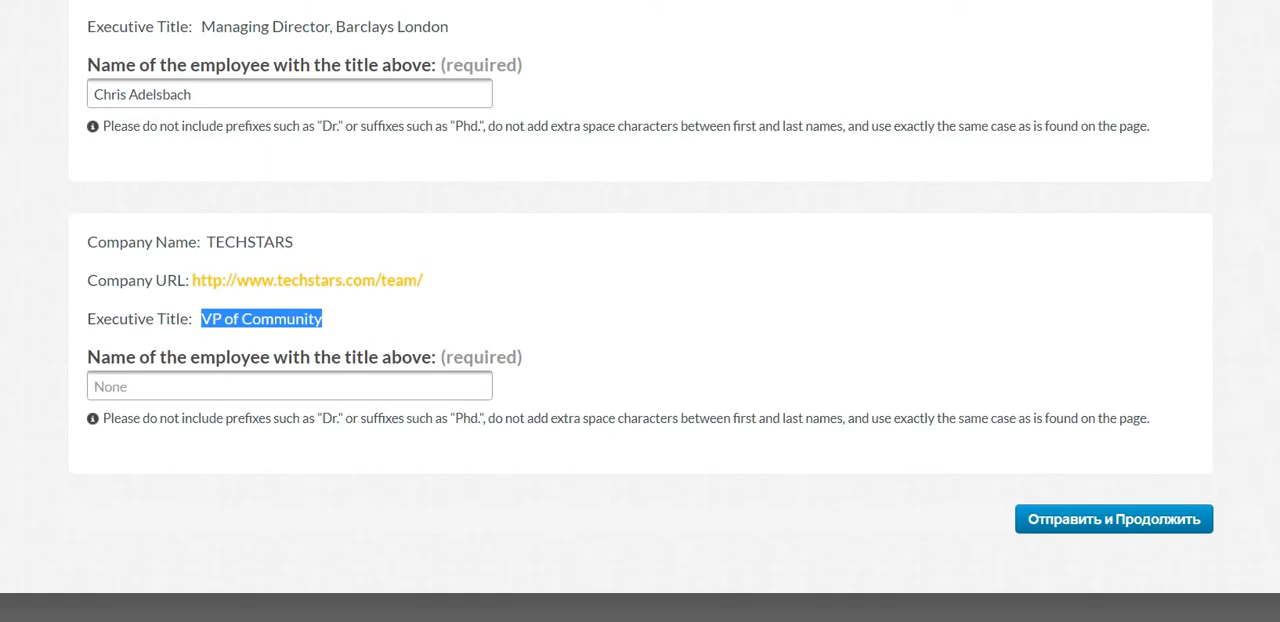 Executive Title: Managing Director, Barclays London
Name of the employee with the title above: (required)
Chris Adelsbach
Please do not include prefixes such as "Dr." or suffixes such as "Phd.", do not add extra space characters between first and last names, and use exactly the same case as is found on the page.
Company Name: TECHSTARS
Company URL: http://www.techstars.com/team/
Executive Title: VP of Community
Name of the employee with the title above: (required)
None
Please do not include prefixes such as "Dr." or suffixes such as "Phd.", do not add extra space characters between first and last names, and use exactly the same case as is found on the page.
Отправить и Продолжить